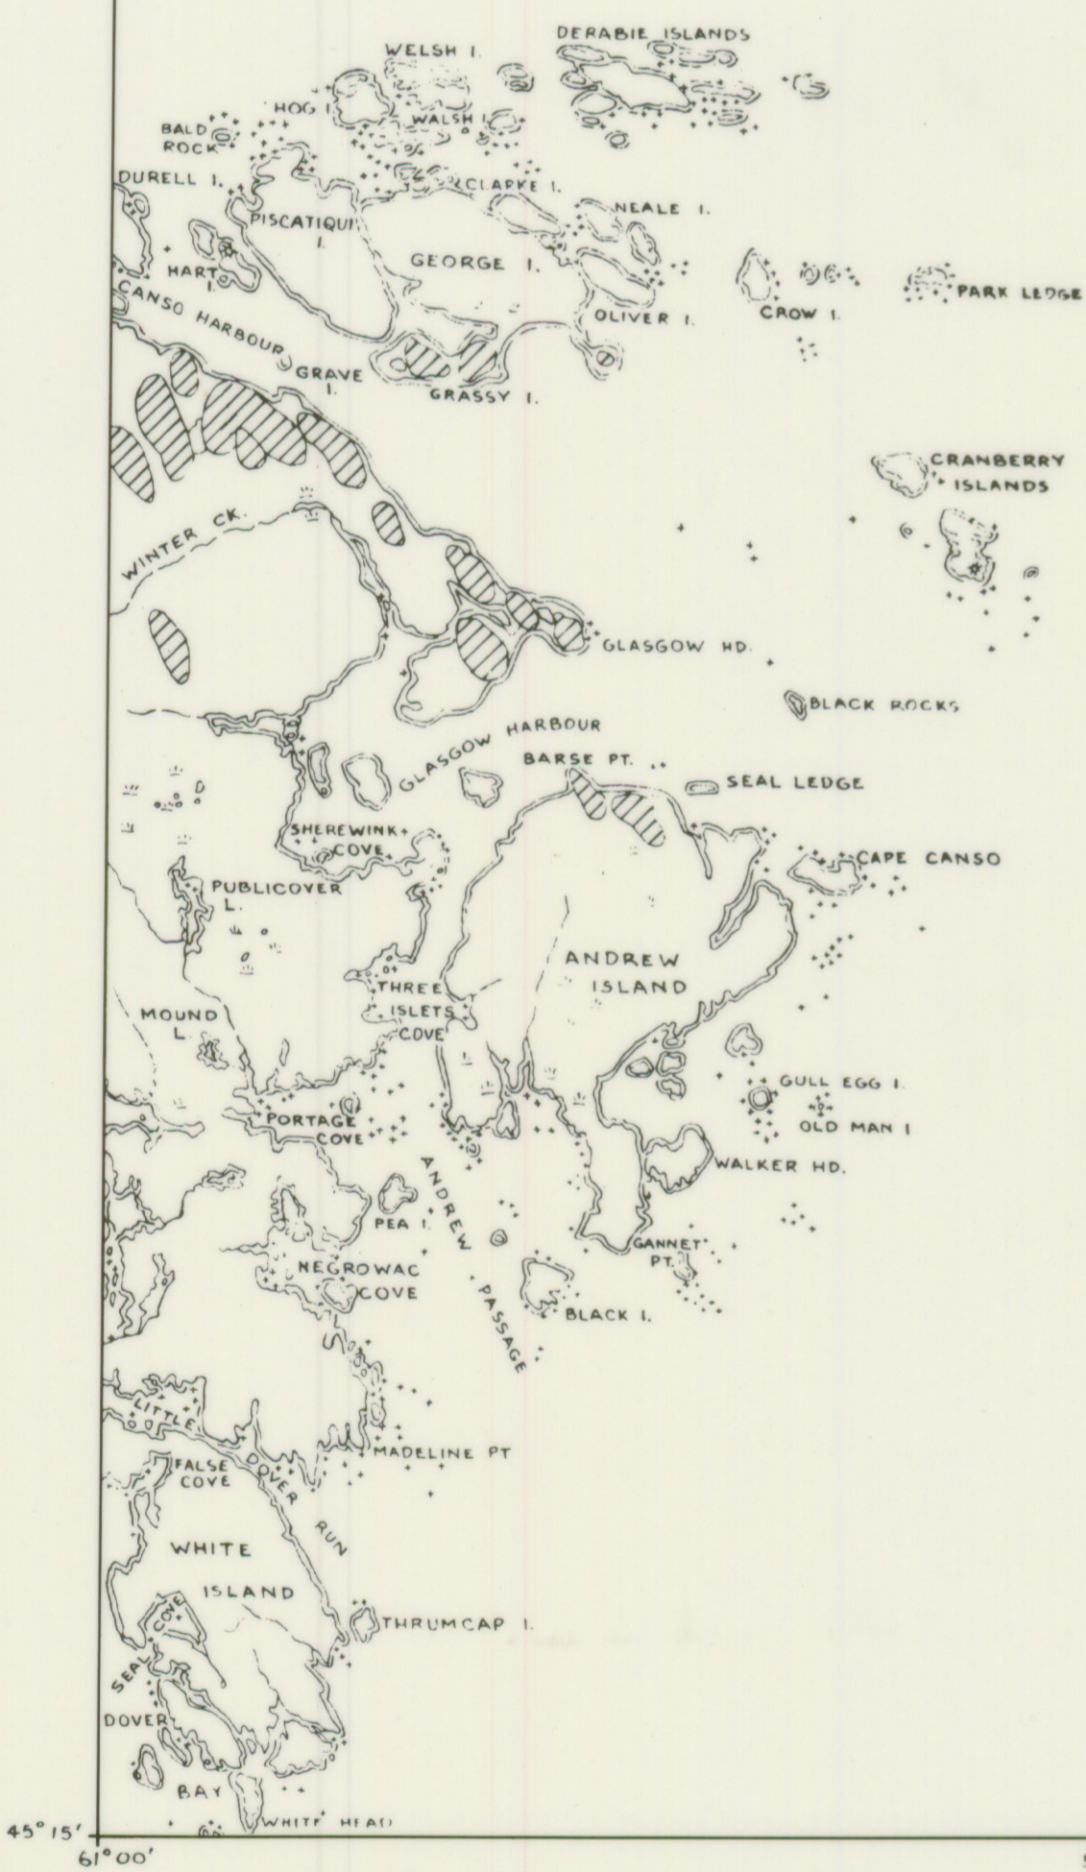 DERABIE ISLANDS
WELSH I.
HOG I.
WALSH I.
BALD
ROCK
DURELL I.
CLARKE I.
PISCATIQUI
I.
NEALE I.
GEORGE I.
HART
I.
CANSO HARBOUR
PARK LEDGE
OLIVER I.
CROW I.
GRAVE
I.
GRASSY I.
CRANBERRY
ISLANDS
WINTER CK.
GLASGOW HD.
BLACK ROCKS
GLASGOW HARBOUR
BARSE PT.
SEAL LEDGE
SHEREWINK
COVE
CAPE CANSO
PUBLICOVER
L.
ANDREW
ISLAND
THREE
ISLETS
COVE
MOUND
L.
GULL EGG I.
PORTAGE
COVE
OLD MAN I
WALKER HD.
ANDREW PASSAGE
PEA I.
GANNET
PT.
NEGROWAC
COVE
BLACK I.
LITTLE DOVER RUN
MADELINE PT
FALSE
COVE
WHITE
ISLAND
SEAL COVE
THRUMCAP I.
DOVER
BAY
WHITE HEAD
45° 15'
61° 00'